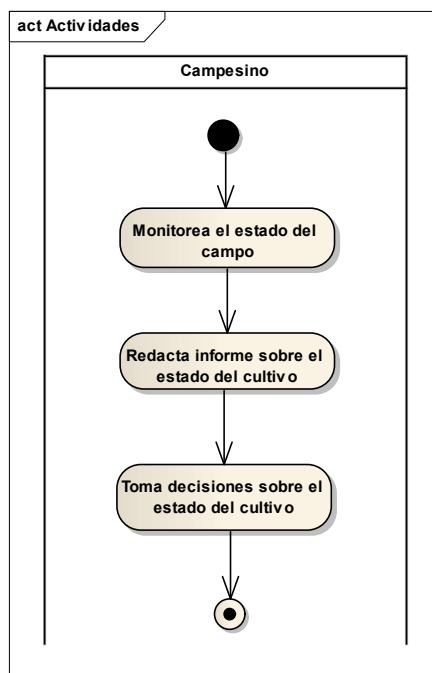 act Actividades
Campesino
Monitorea el estado del
campo
Redacta informe sobre el
estado del cultivo
Toma decisiones sobre el
estado del cultivo